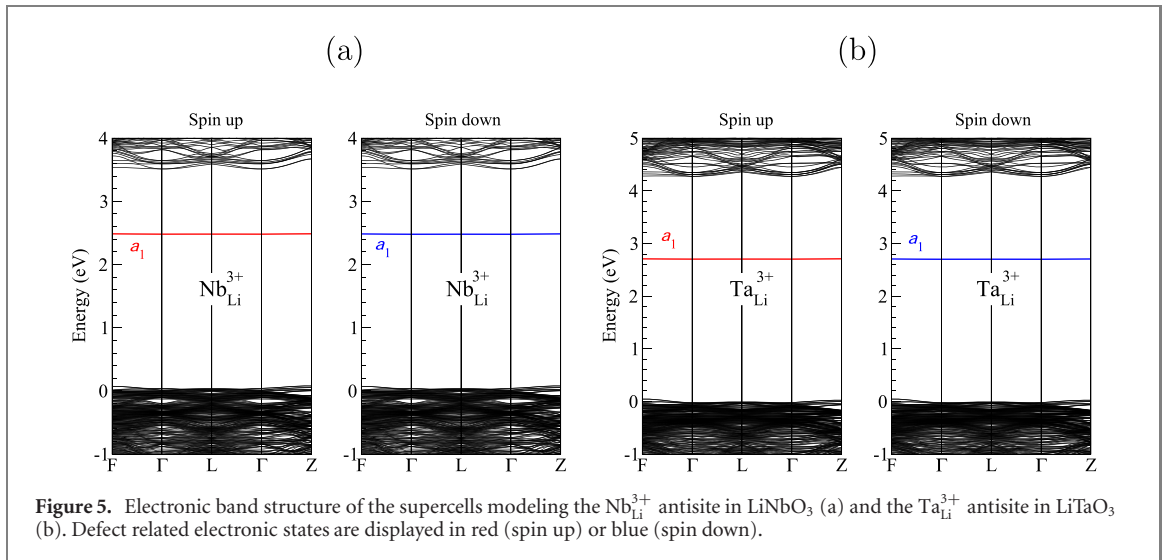 (a) (b)
Spin up Spin down Spin up Spin down
Energy (eV)
4
3
2
1
0
-1
a1
Nb3+Li
F Γ L Γ Z
4
3
2
1
0
-1
a1
Nb3+Li
F Γ L Γ Z
Energy (eV)
5
4
3
2
1
0
-1
a1
Ta3+Li
F Γ L Γ Z
5
4
3
2
1
0
-1
a1
Ta3+Li
F Γ L Γ Z
Figure 5. Electronic band structure of the supercells modeling the Nb3+Li antisite in LiNbO3 (a) and the Ta3+Li antisite in LiTaO3
(b). Defect related electronic states are displayed in red (spin up) or blue (spin down).